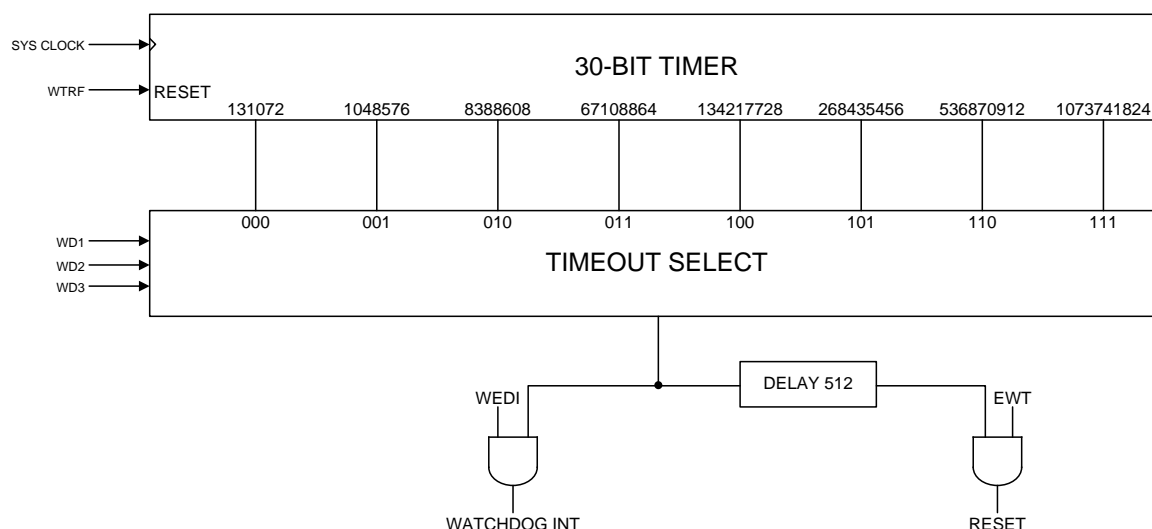 SYS CLOCK
30-BIT TIMER
WTRF
RESET
131072 1048576 8388608 67108864 134217728 268435456 536870912 1073741824
000 001 010 011 100 101 110 111
WD1
WD2
TIMEOUT SELECT
WD3
DELAY 512
WEDI EWT
WATCHDOG INT RESET